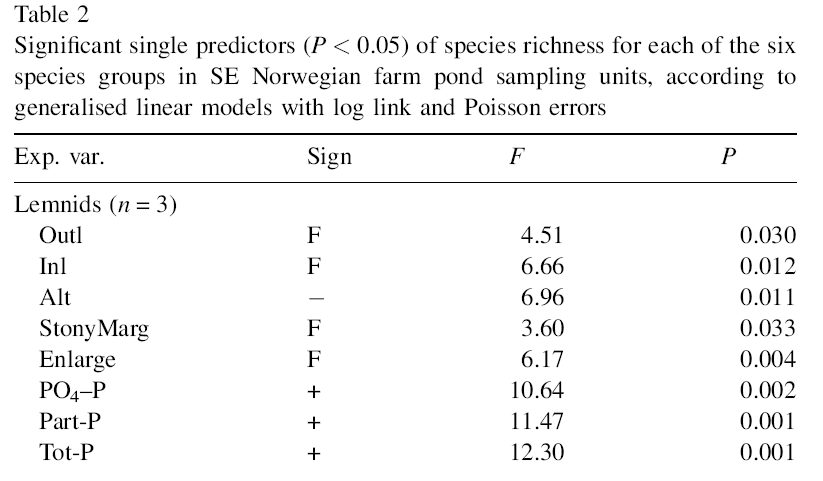 Table 2
Significant single predictors (P < 0.05) of species richness for each of the six
species groups in SE Norwegian farm pond sampling units, according to
generalised linear models with log link and Poisson errors
Exp. var. Sign F P
Lemnids (n = 3)
Outl F 4.51 0.030
Inl F 6.66 0.012
Alt − 6.96 0.011
StonyMarg F 3.60 0.033
Enlarge F 6.17 0.004
PO₄–P + 10.64 0.002
Part-P + 11.47 0.001
Tot-P + 12.30 0.001